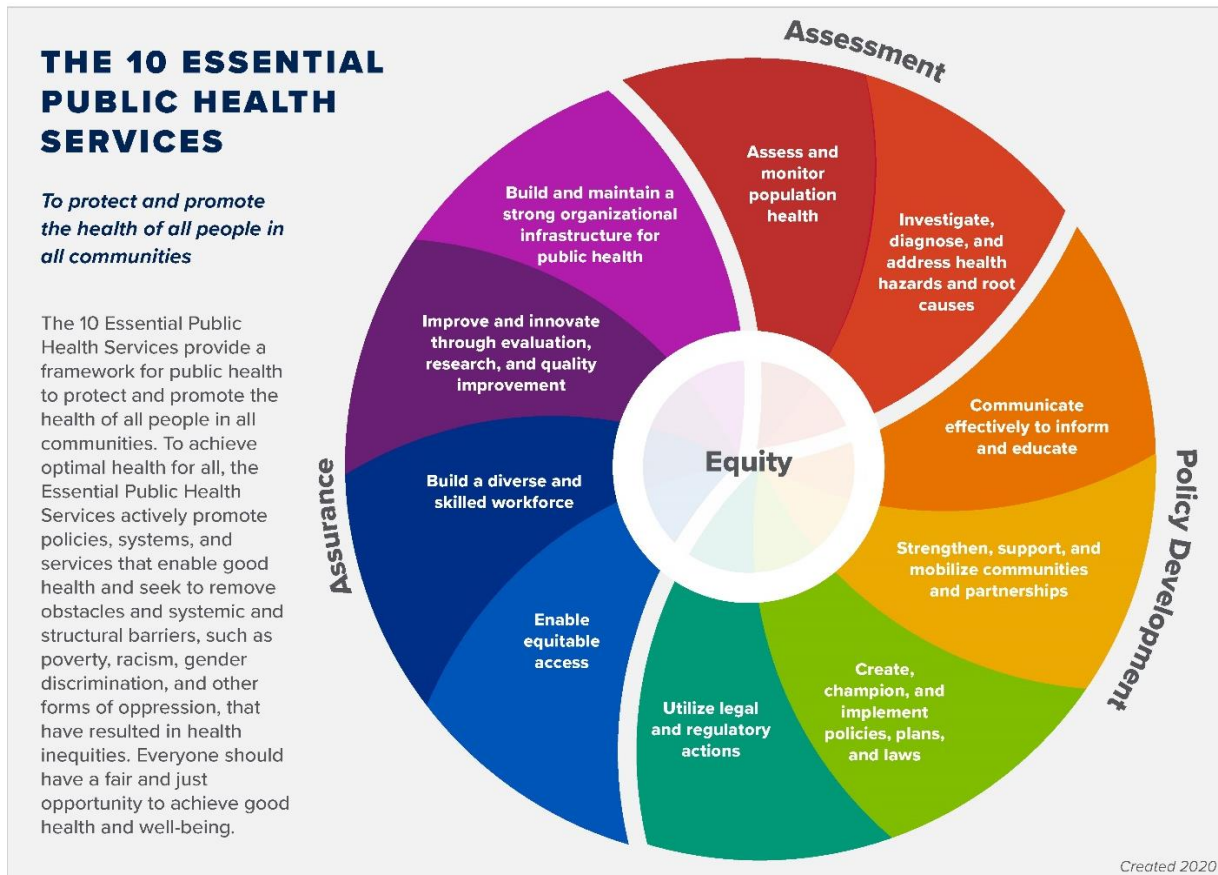 THE 10 ESSENTIAL
PUBLIC HEALTH
SERVICES
To protect and promote
the health of all people in
all communities
The 10 Essential Public
Health Services provide a
framework for public health
to protect and promote the
health of all people in all
communities. To achieve
optimal health for all, the
Essential Public Health
Services actively promote
policies, systems, and
services that enable good
health and seek to remove
obstacles and systemic and
structural barriers, such as
poverty, racism, gender
discrimination, and other
forms of oppression, that
have resulted in health
inequities. Everyone should
have a fair and just
opportunity to achieve good
health and well-being.
Assessment
Assess and
monitor
population
health
Investigate,
diagnose, and
address health
hazards and root
causes
Policy Development
Communicate
effectively to inform
and educate
Strengthen, support, and
mobilize communities
and partnerships
Create,
champion, and
implement
policies, plans,
and laws
Utilize legal
and regulatory
actions
Assurance
Enable
equitable
access
Build a diverse and
skilled workforce
Improve and innovate
through evaluation,
research, and quality
improvement
Build and maintain a
strong organizational
infrastructure for
public health
Equity
Created 2020